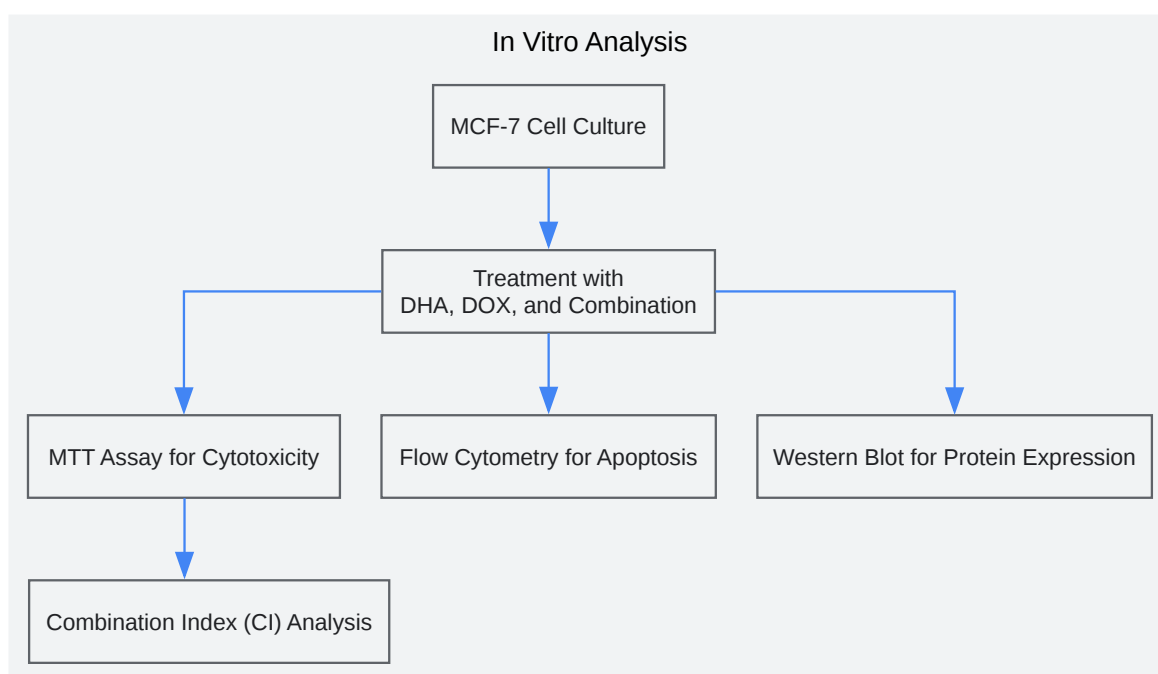 In Vitro Analysis
MCF-7 Cell Culture
Treatment with
DHA, DOX, and Combination
MTT Assay for Cytotoxicity
Flow Cytometry for Apoptosis
Western Blot for Protein Expression
Combination Index (CI) Analysis